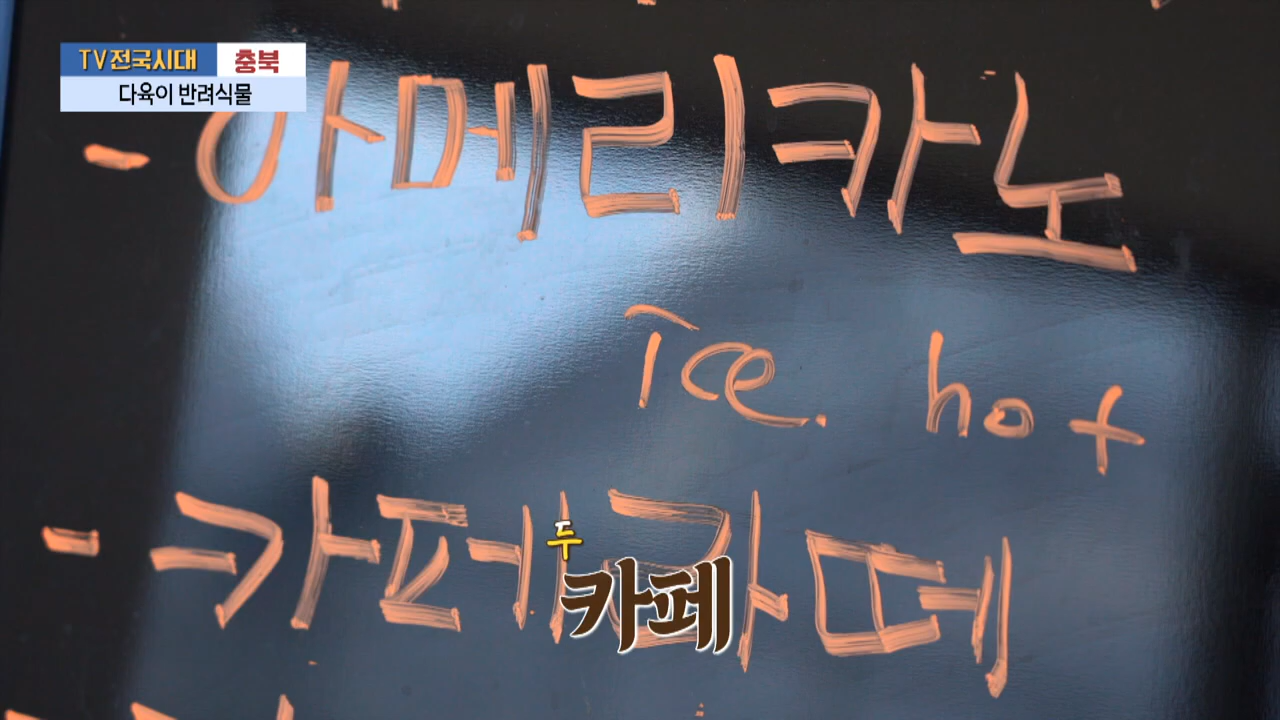 TV전국시대 충북
다육이 반려식물
- 아메리카노
ice. hot
- 카페라떼
두
카페